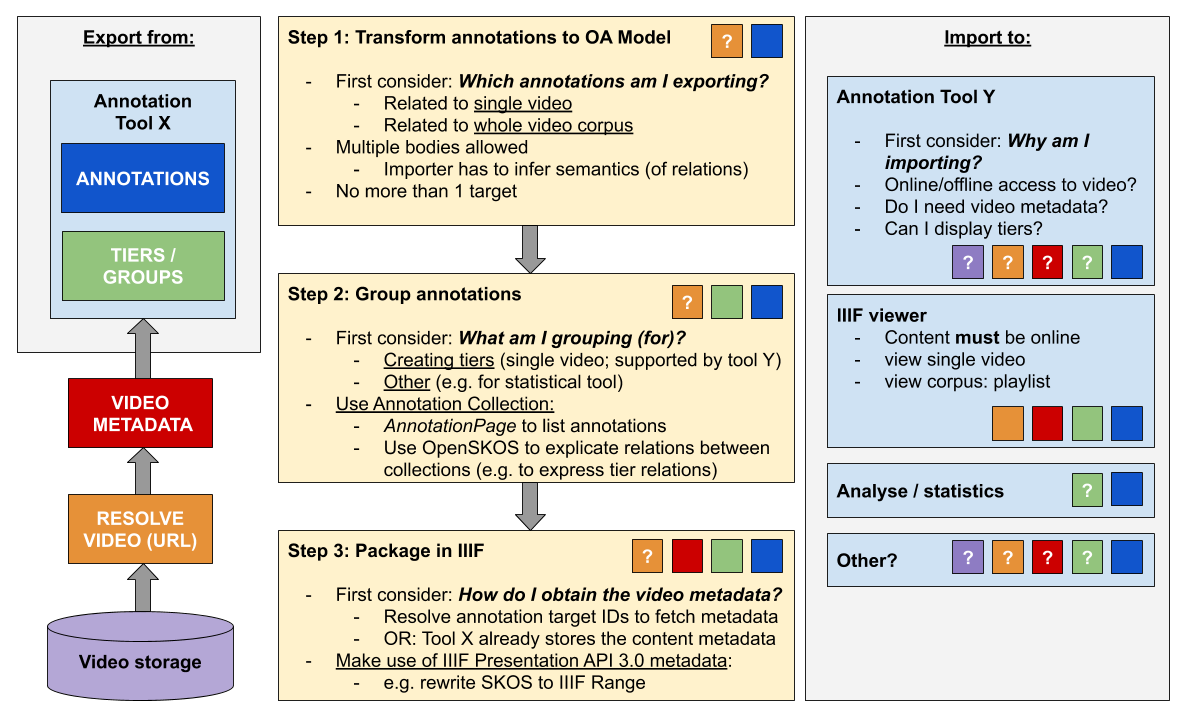 Export from:
Annotation
Tool X
ANNOTATIONS
TIERS /
GROUPS
VIDEO
METADATA
RESOLVE
VIDEO (URL)
Video storage
Step 1: Transform annotations to OA Model
?
- First consider: Which annotations am I exporting?
- Related to single video
- Related to whole video corpus
- Multiple bodies allowed
- Importer has to infer semantics (of relations)
- No more than 1 target
Step 2: Group annotations
?
- First consider: What am I grouping (for)?
- Creating tiers (single video; supported by tool Y)
- Other (e.g. for statistical tool)
- Use Annotation Collection:
- AnnotationPage to list annotations
- Use OpenSKOS to explicate relations between
collections (e.g. to express tier relations)
Step 3: Package in IIIF
?
- First consider: How do I obtain the video metadata?
- Resolve annotation target IDs to fetch metadata
- OR: Tool X already stores the content metadata
- Make use of IIIF Presentation API 3.0 metadata:
- e.g. rewrite SKOS to IIIF Range
Import to:
Annotation Tool Y
- First consider: Why am I
importing?
- Online/offline access to video?
- Do I need video metadata?
- Can I display tiers?
? ? ? ?
IIIF viewer
- Content must be online
- view single video
- view corpus: playlist
Analyse / statistics
?
Other?
? ? ? ?